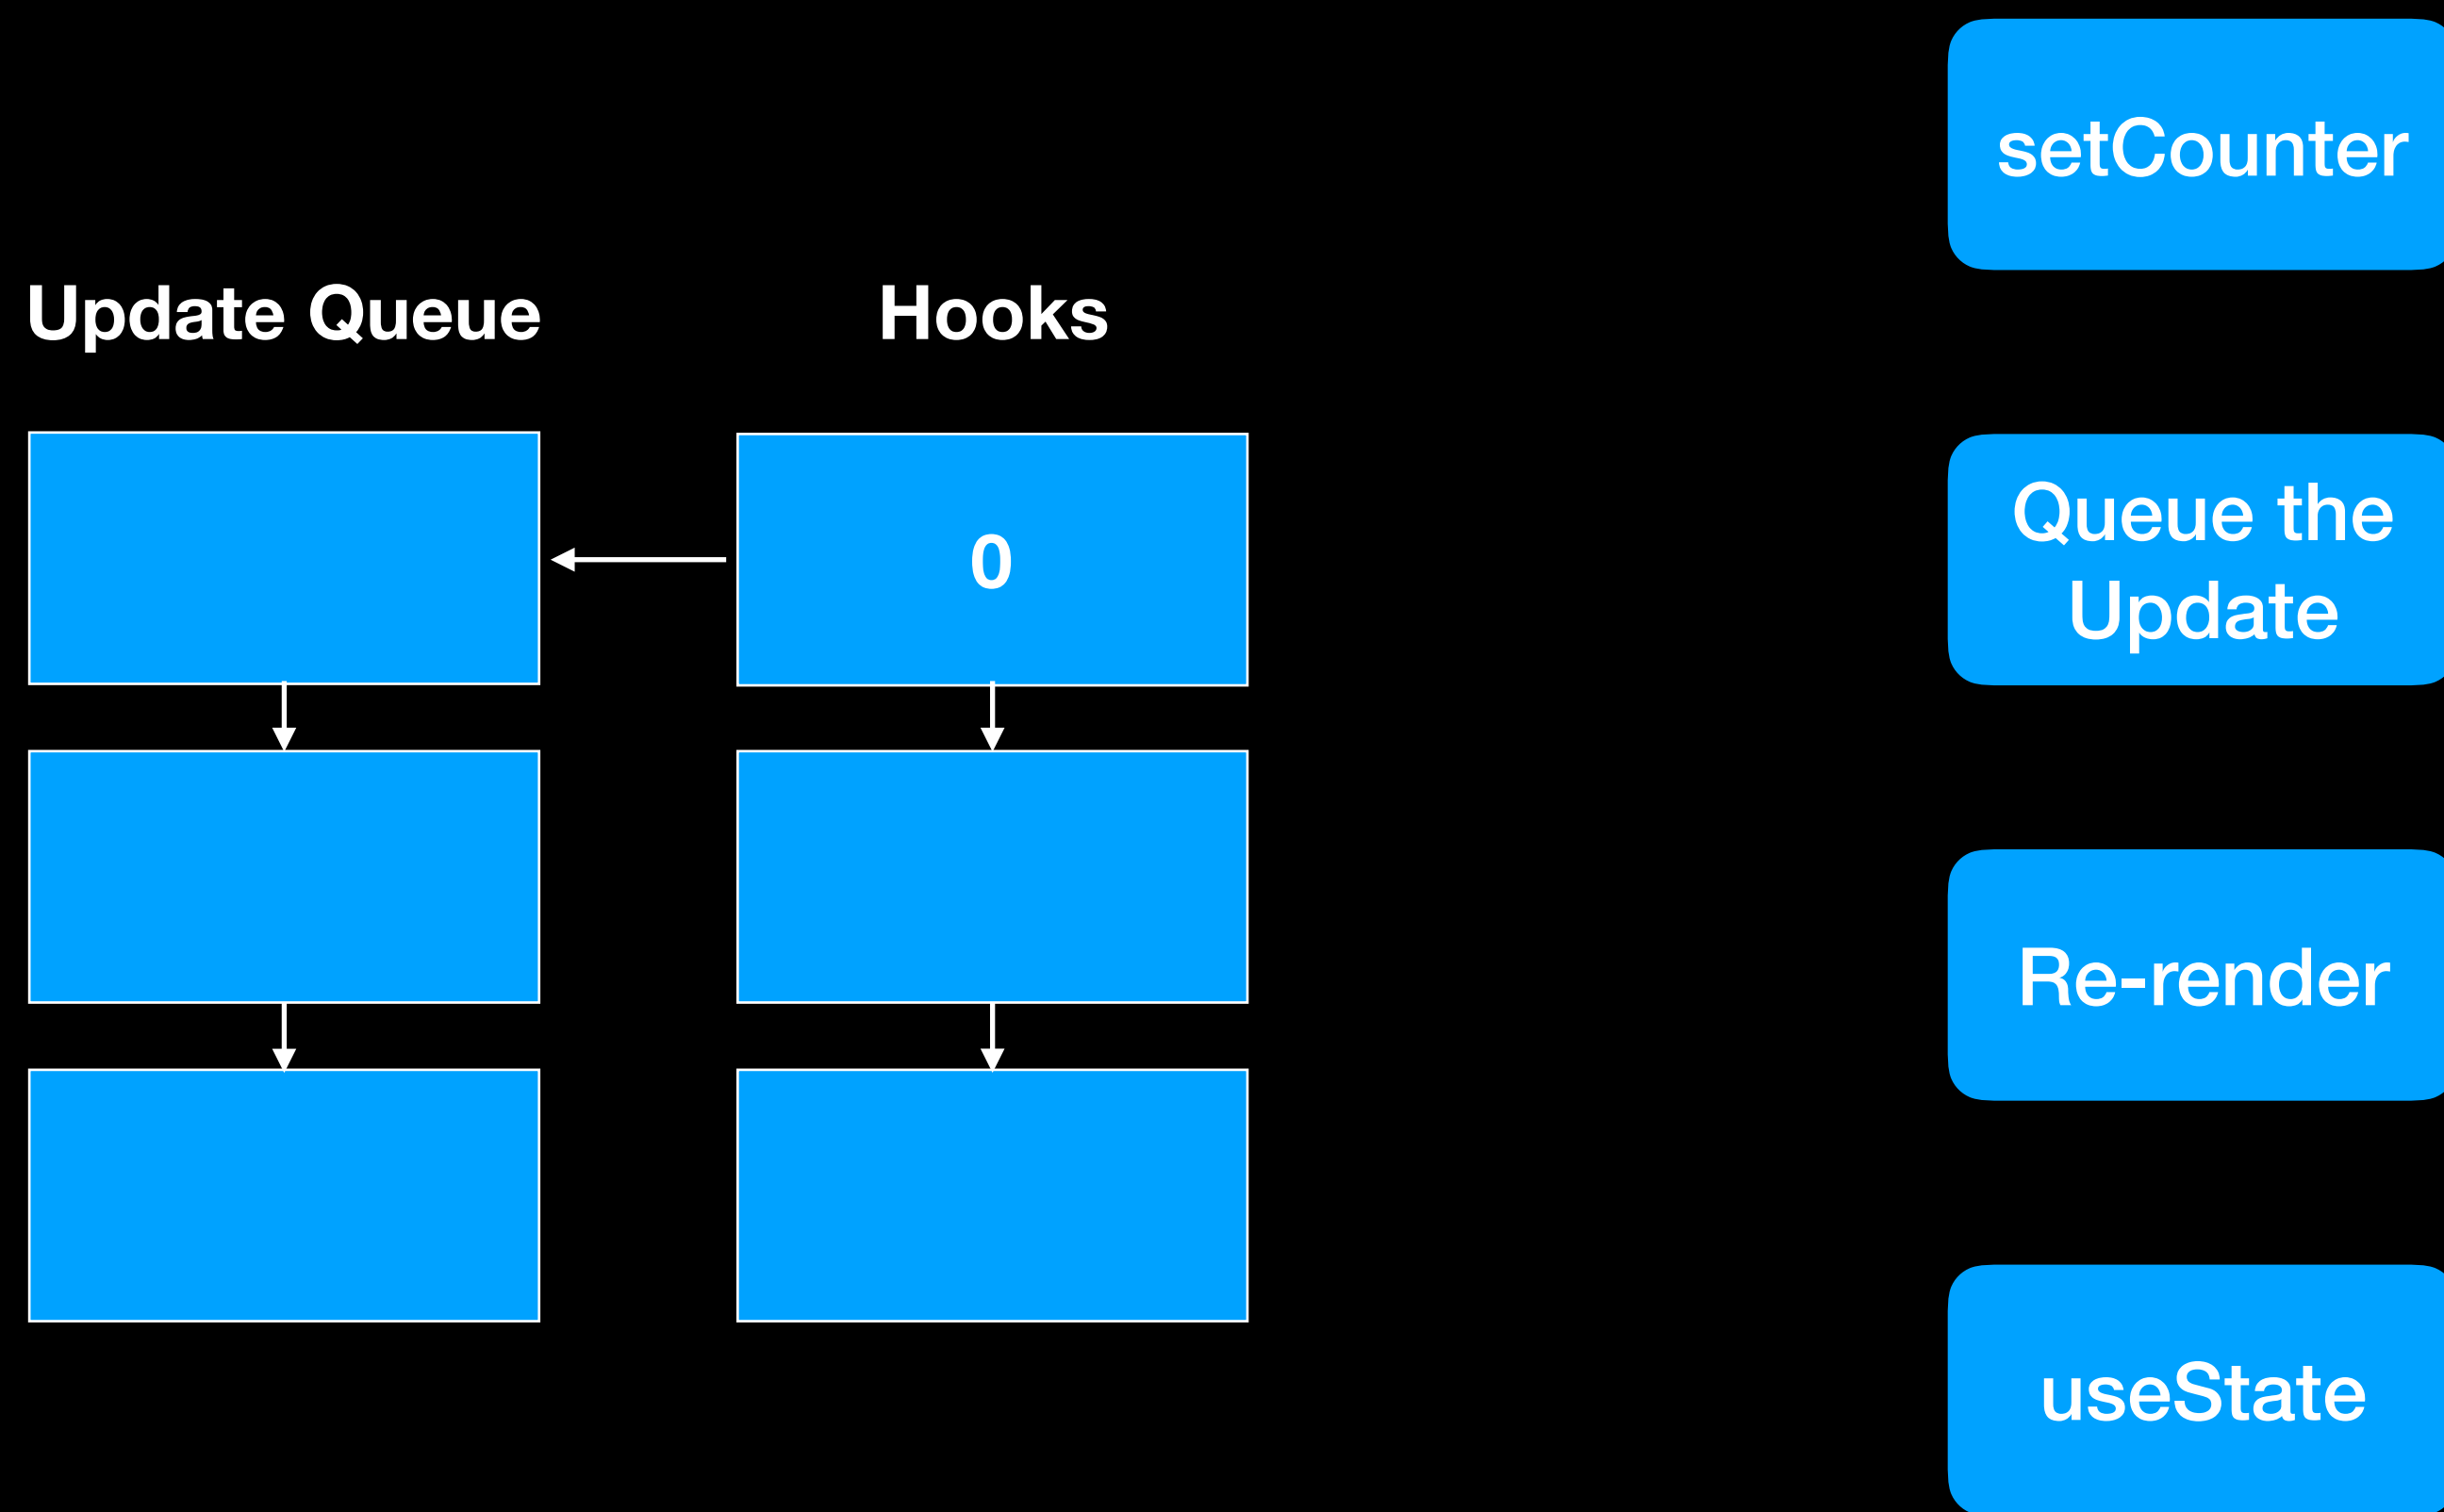 Update Queue
Hooks
0
setCounter
Queue the
Update
Re-render
useState